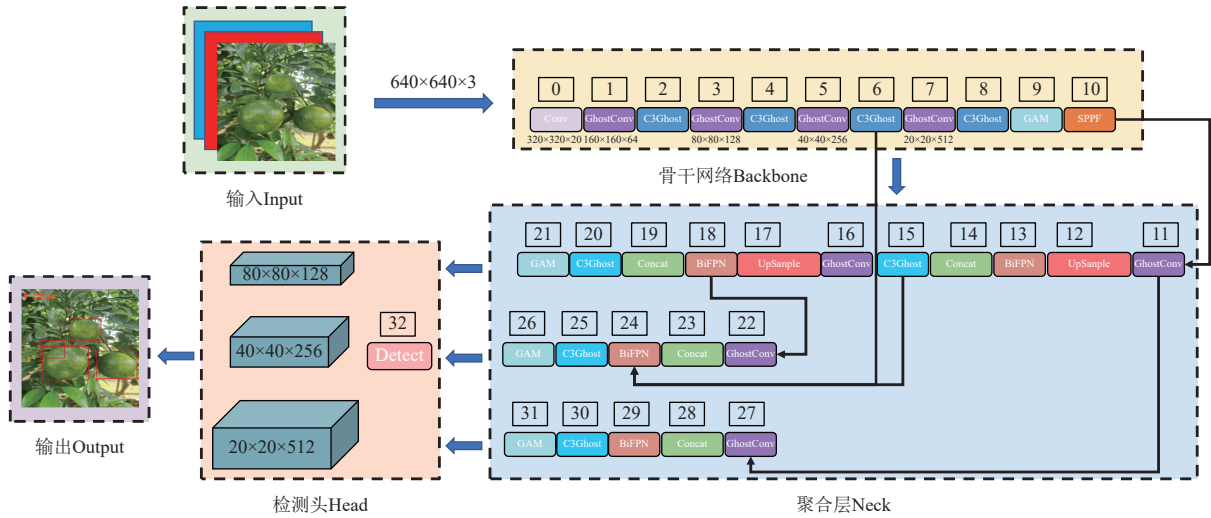 640×640×3
输入Input
0 1 2 3 4 5 6 7 8 9 10
Conv GhostConv C3Ghost GhostConv C3Ghost GhostConv C3Ghost GhostConv C3Ghost GAM SPPF
320×320×20 160×160×64 80×80×128 40×40×256 20×20×512
骨干网络Backbone
21 20 19 18 17 16 15 14 13 12 11
GAM C3Ghost Concat BiFPN UpSanple GhostConv C3Ghost Concat BiFPN UpSanple GhostConv
26 25 24 23 22
GAM C3Ghost BiFPN Concat GhostConv
31 30 29 28 27
GAM C3Ghost BiFPN Concat GhostConv
聚合层Neck
80×80×128
40×40×256
20×20×512
32
Detect
检测头Head
输出Output